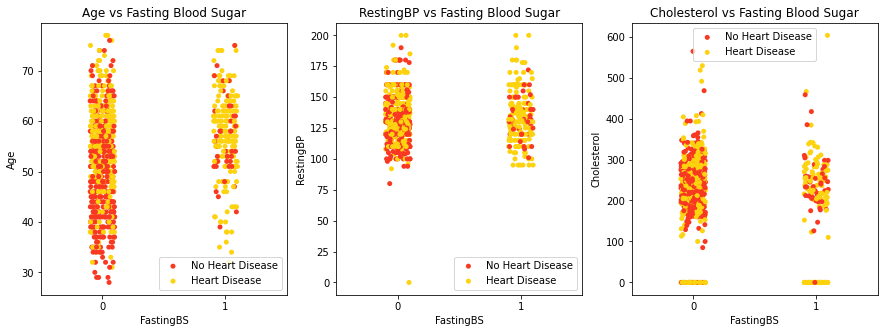 Age vs Fasting Blood Sugar
Age
70
60
50
40
30
0
1
FastingBS
No Heart Disease
Heart Disease
RestingBP vs Fasting Blood Sugar
RestingBP
200
175
150
125
100
75
50
25
0
0
1
FastingBS
No Heart Disease
Heart Disease
Cholesterol vs Fasting Blood Sugar
Cholesterol
600
500
400
300
200
100
0
0
1
FastingBS
No Heart Disease
Heart Disease